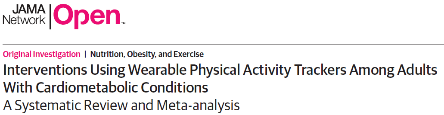 JAMA
Network
Open™
Original Investigation | Nutrition, Obesity, and Exercise
Interventions Using Wearable Physical Activity Trackers Among Adults
With Cardiometabolic Conditions
A Systematic Review and Meta-analysis